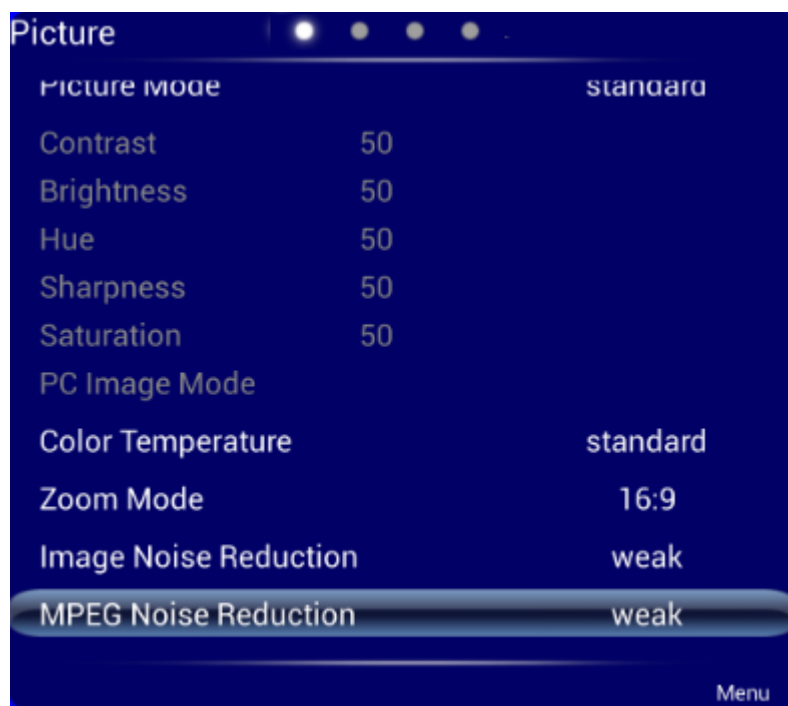 Picture
Picture Mode standard
Contrast 50
Brightness 50
Hue 50
Sharpness 50
Saturation 50
PC Image Mode
Color Temperature standard
Zoom Mode 16:9
Image Noise Reduction weak
MPEG Noise Reduction weak
Menu